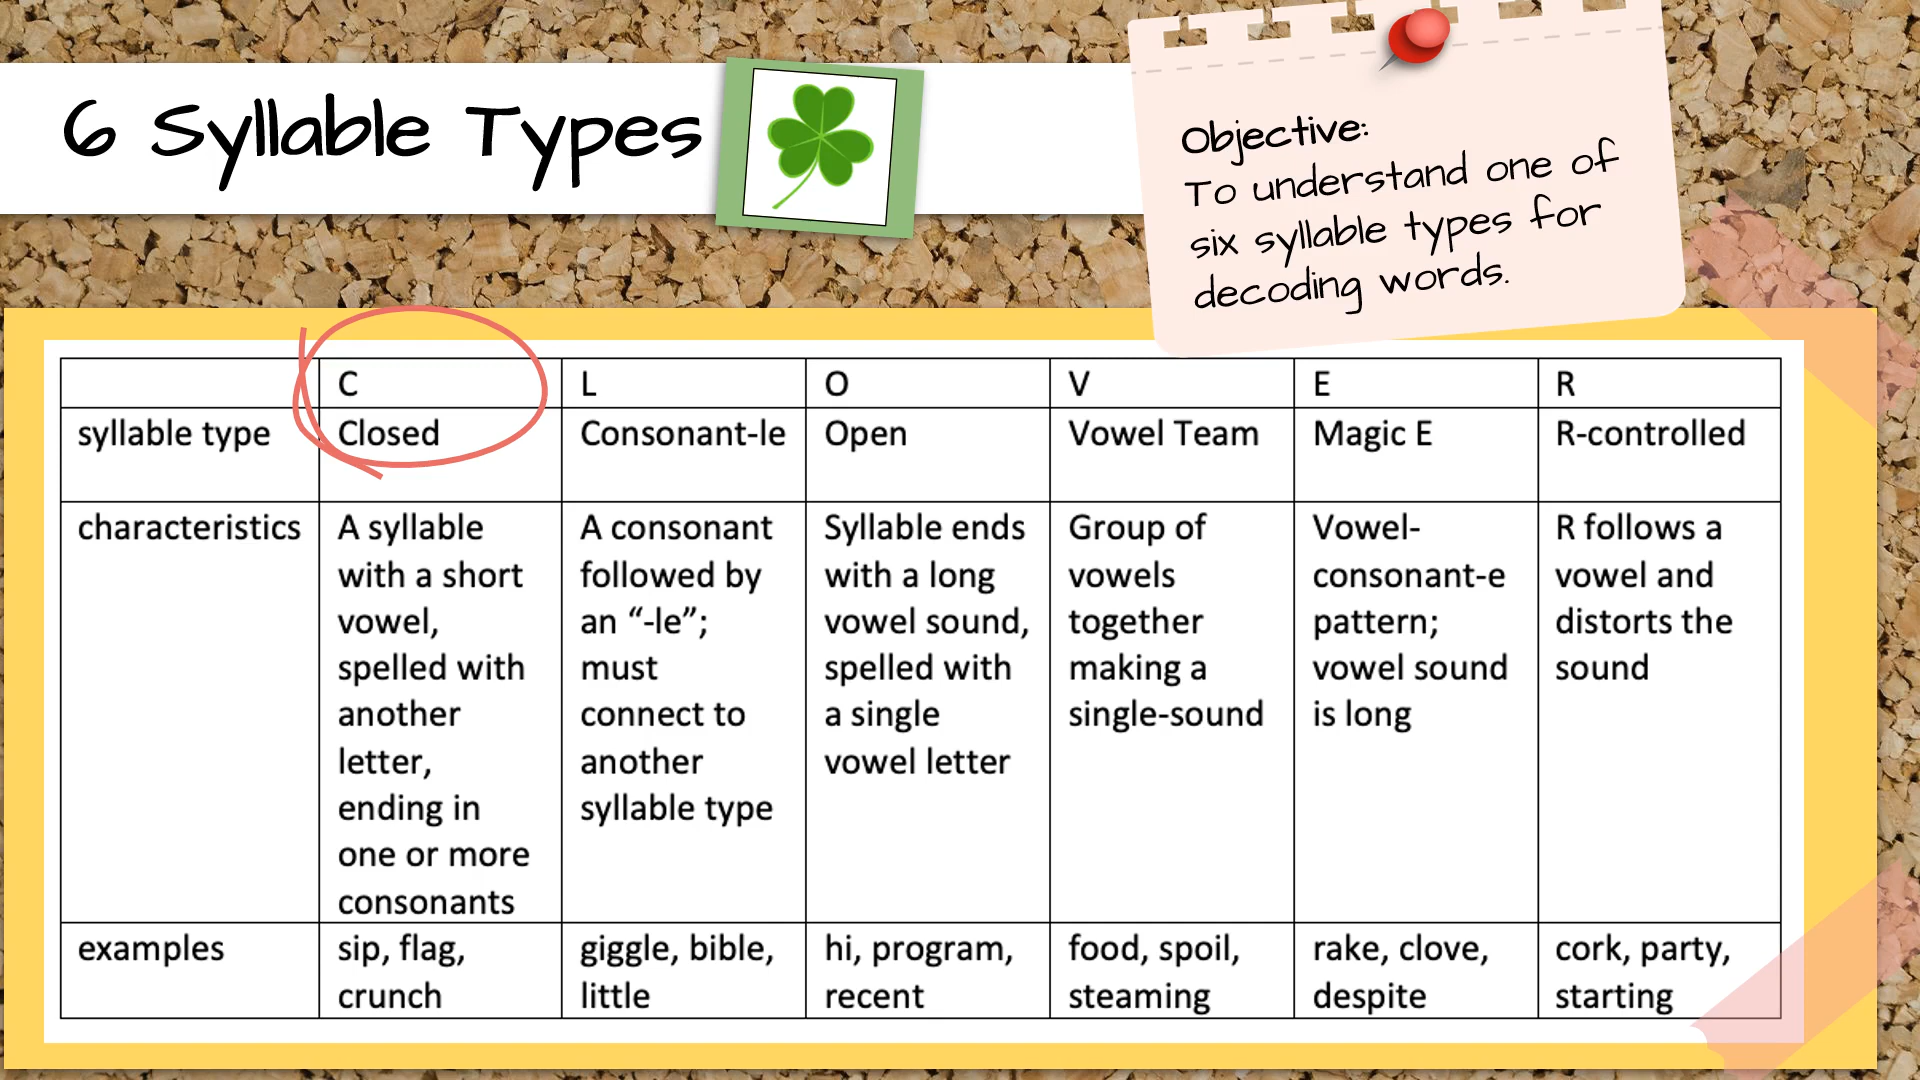 6 Syllable Types
Objective:
To understand one of
six syllable types for
decoding words.
C L O V E R
syllable type Closed Consonant-le Open Vowel Team Magic E R-controlled
characteristics
A syllable
with a short
vowel,
spelled with
another
letter,
ending in
one or more
consonants
A consonant
followed by
an “-le”;
must
connect to
another
syllable type
Syllable ends
with a long
vowel sound,
spelled with
a single
vowel letter
Group of
vowels
together
making a
single-sound
Vowel-
consonant-e
pattern;
vowel sound
is long
R follows a
vowel and
distorts the
sound
examples
sip, flag,
crunch
giggle, bible,
little
hi, program,
recent
food, spoil,
steaming
rake, clove,
despite
cork, party,
starting